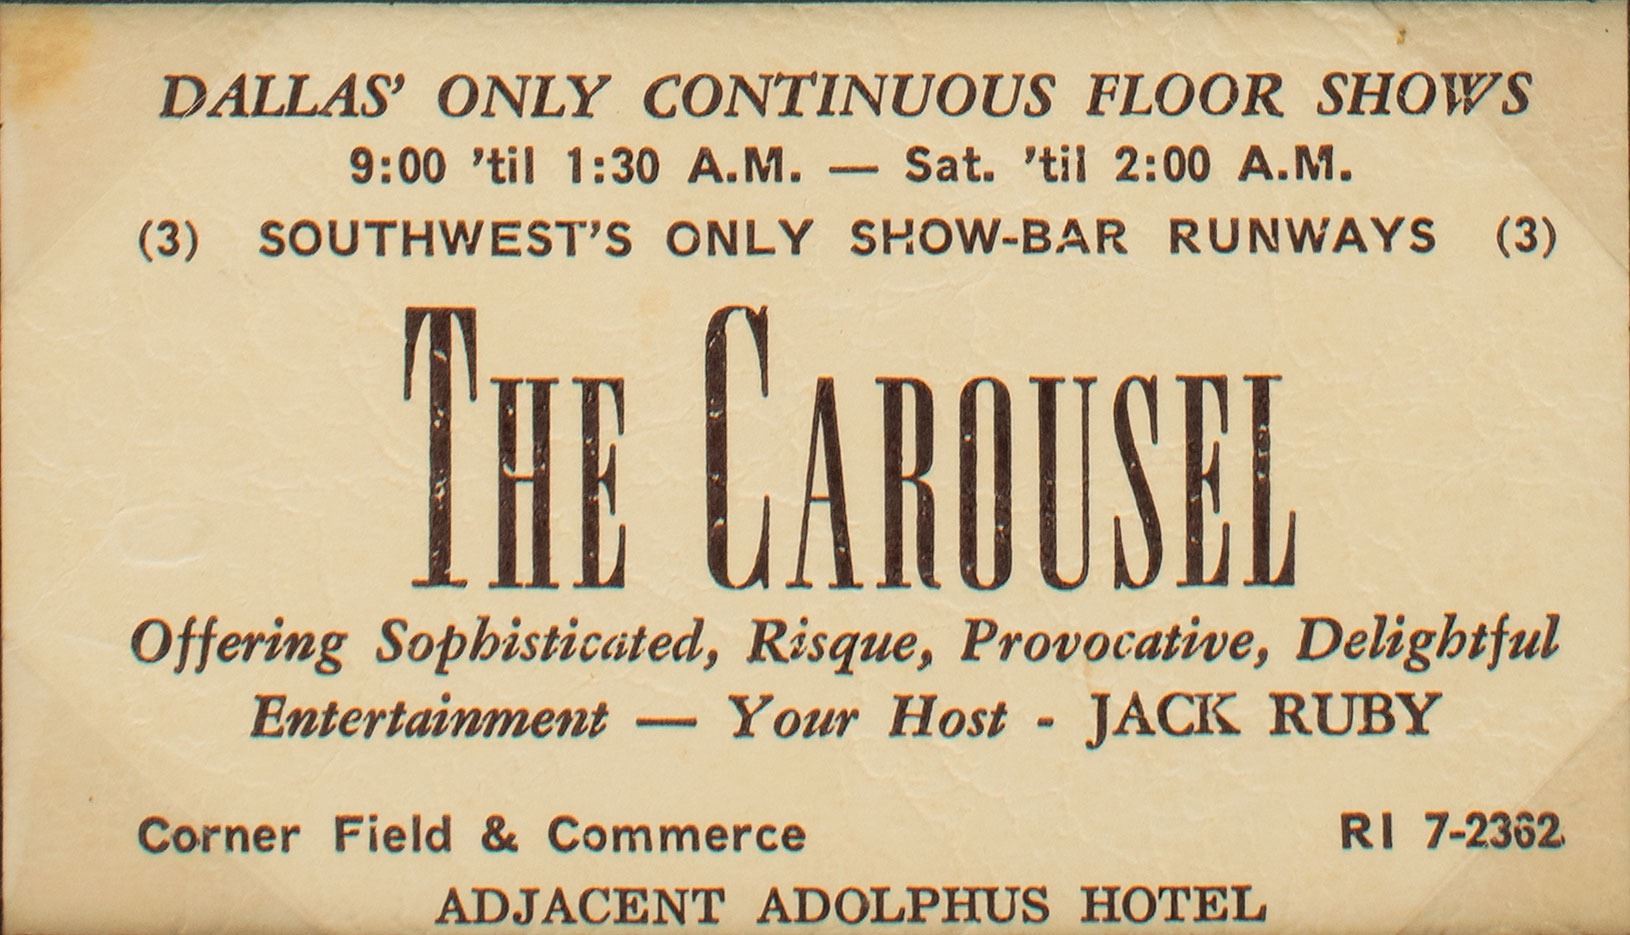 DALLAS' ONLY CONTINUOUS FLOOR SHOWS
9:00 'til 1:30 A.M. — Sat. 'til 2:00 A.M.
(3) SOUTHWEST'S ONLY SHOW-BAR RUNWAYS (3)
THE CAROUSEL
Offering Sophisticated, Risque, Provocative, Delightful
Entertainment — Your Host - JACK RUBY
Corner Field & Commerce RI 7-2362
ADJACENT ADOLPHUS HOTEL